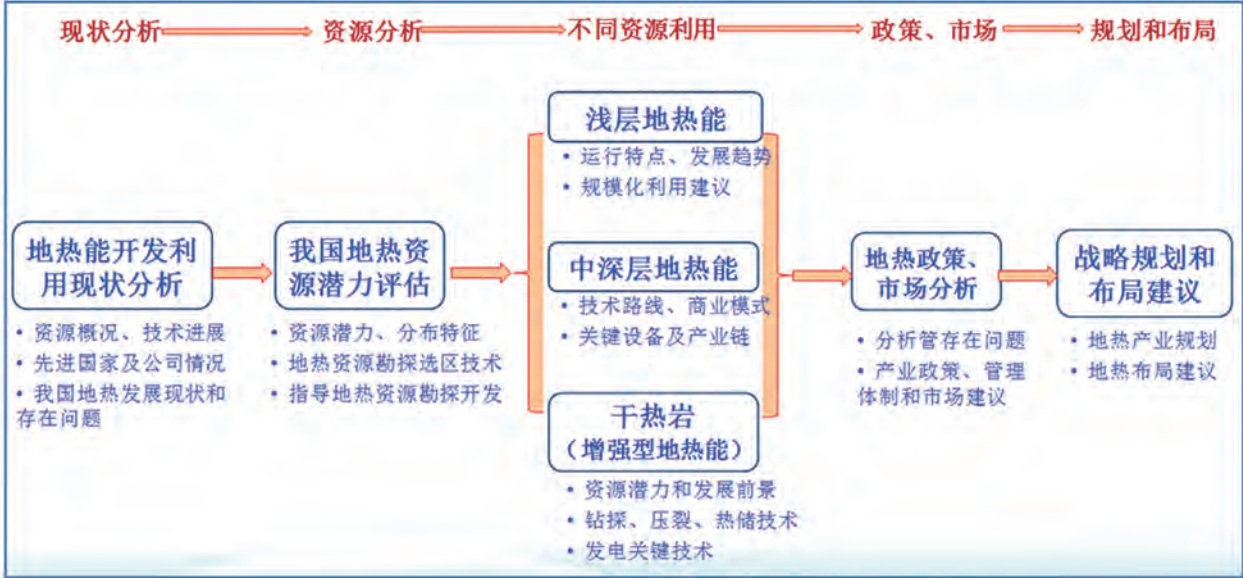 现状分析
资源分析
不同资源利用
政策、市场
规划和布局
地热能开发利
用现状分析
• 资源概况、技术进展
• 先进国家及公司情况
• 我国地热发展现状和
存在问题
我国地热资
源潜力评估
• 资源潜力、分布特征
• 地热资源勘探选区技术
• 指导地热资源勘探开发
浅层地热能
• 运行特点、发展趋势
• 规模化利用建议
中深层地热能
• 技术路线、商业模式
• 关键设备及产业链
干热岩
（增强型地热能）
• 资源潜力和发展前景
• 钻探、压裂、热储技术
• 发电关键技术
地热政策、
市场分析
• 分析管存在问题
• 产业政策、管理
体制和市场建议
战略规划和
布局建议
• 地热产业规划
• 地热布局建议